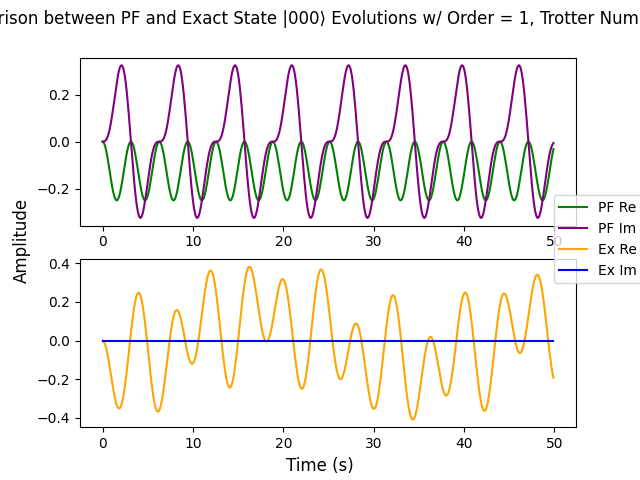 rison between PF and Exact State |000⟩ Evolutions w/ Order = 1, Trotter Num
0.2
0.0
−0.2
0 10 20 30 40 50
PF Re
PF Im
Ex Re
Ex Im
Amplitude
0.4
0.2
0.0
−0.2
−0.4
0 10 20 30 40 50
Time (s)